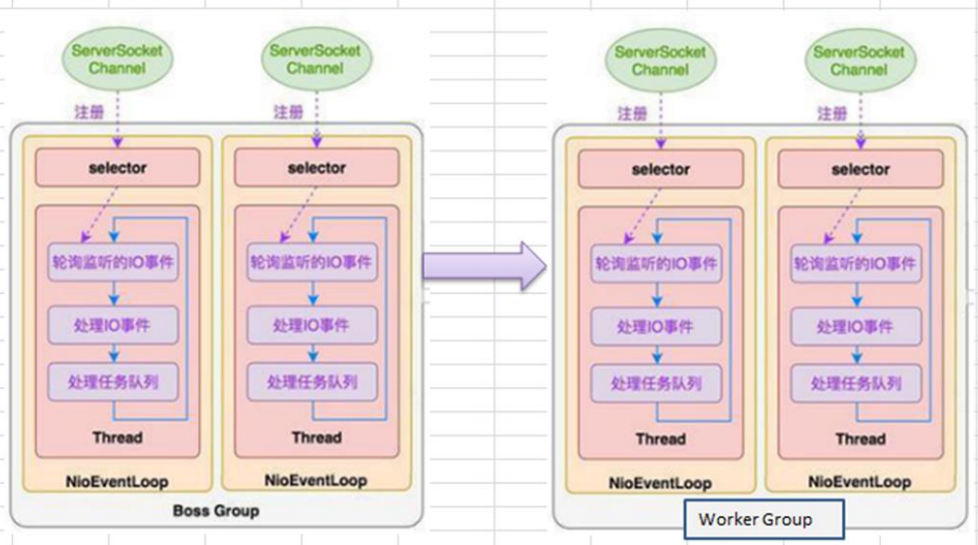 ServerSocket
Channel
注册
selector
轮询监听的IO事件
处理IO事件
处理任务队列
Thread
NioEventLoop
ServerSocket
Channel
注册
selector
轮询监听的IO事件
处理IO事件
处理任务队列
Thread
NioEventLoop
Boss Group
ServerSocket
Channel
注册
selector
轮询监听的IO事件
处理IO事件
处理任务队列
Thread
NioEventLoop
ServerSocket
Channel
注册
selector
轮询监听的IO事件
处理IO事件
处理任务队列
Thread
NioEventLoop
Worker Group